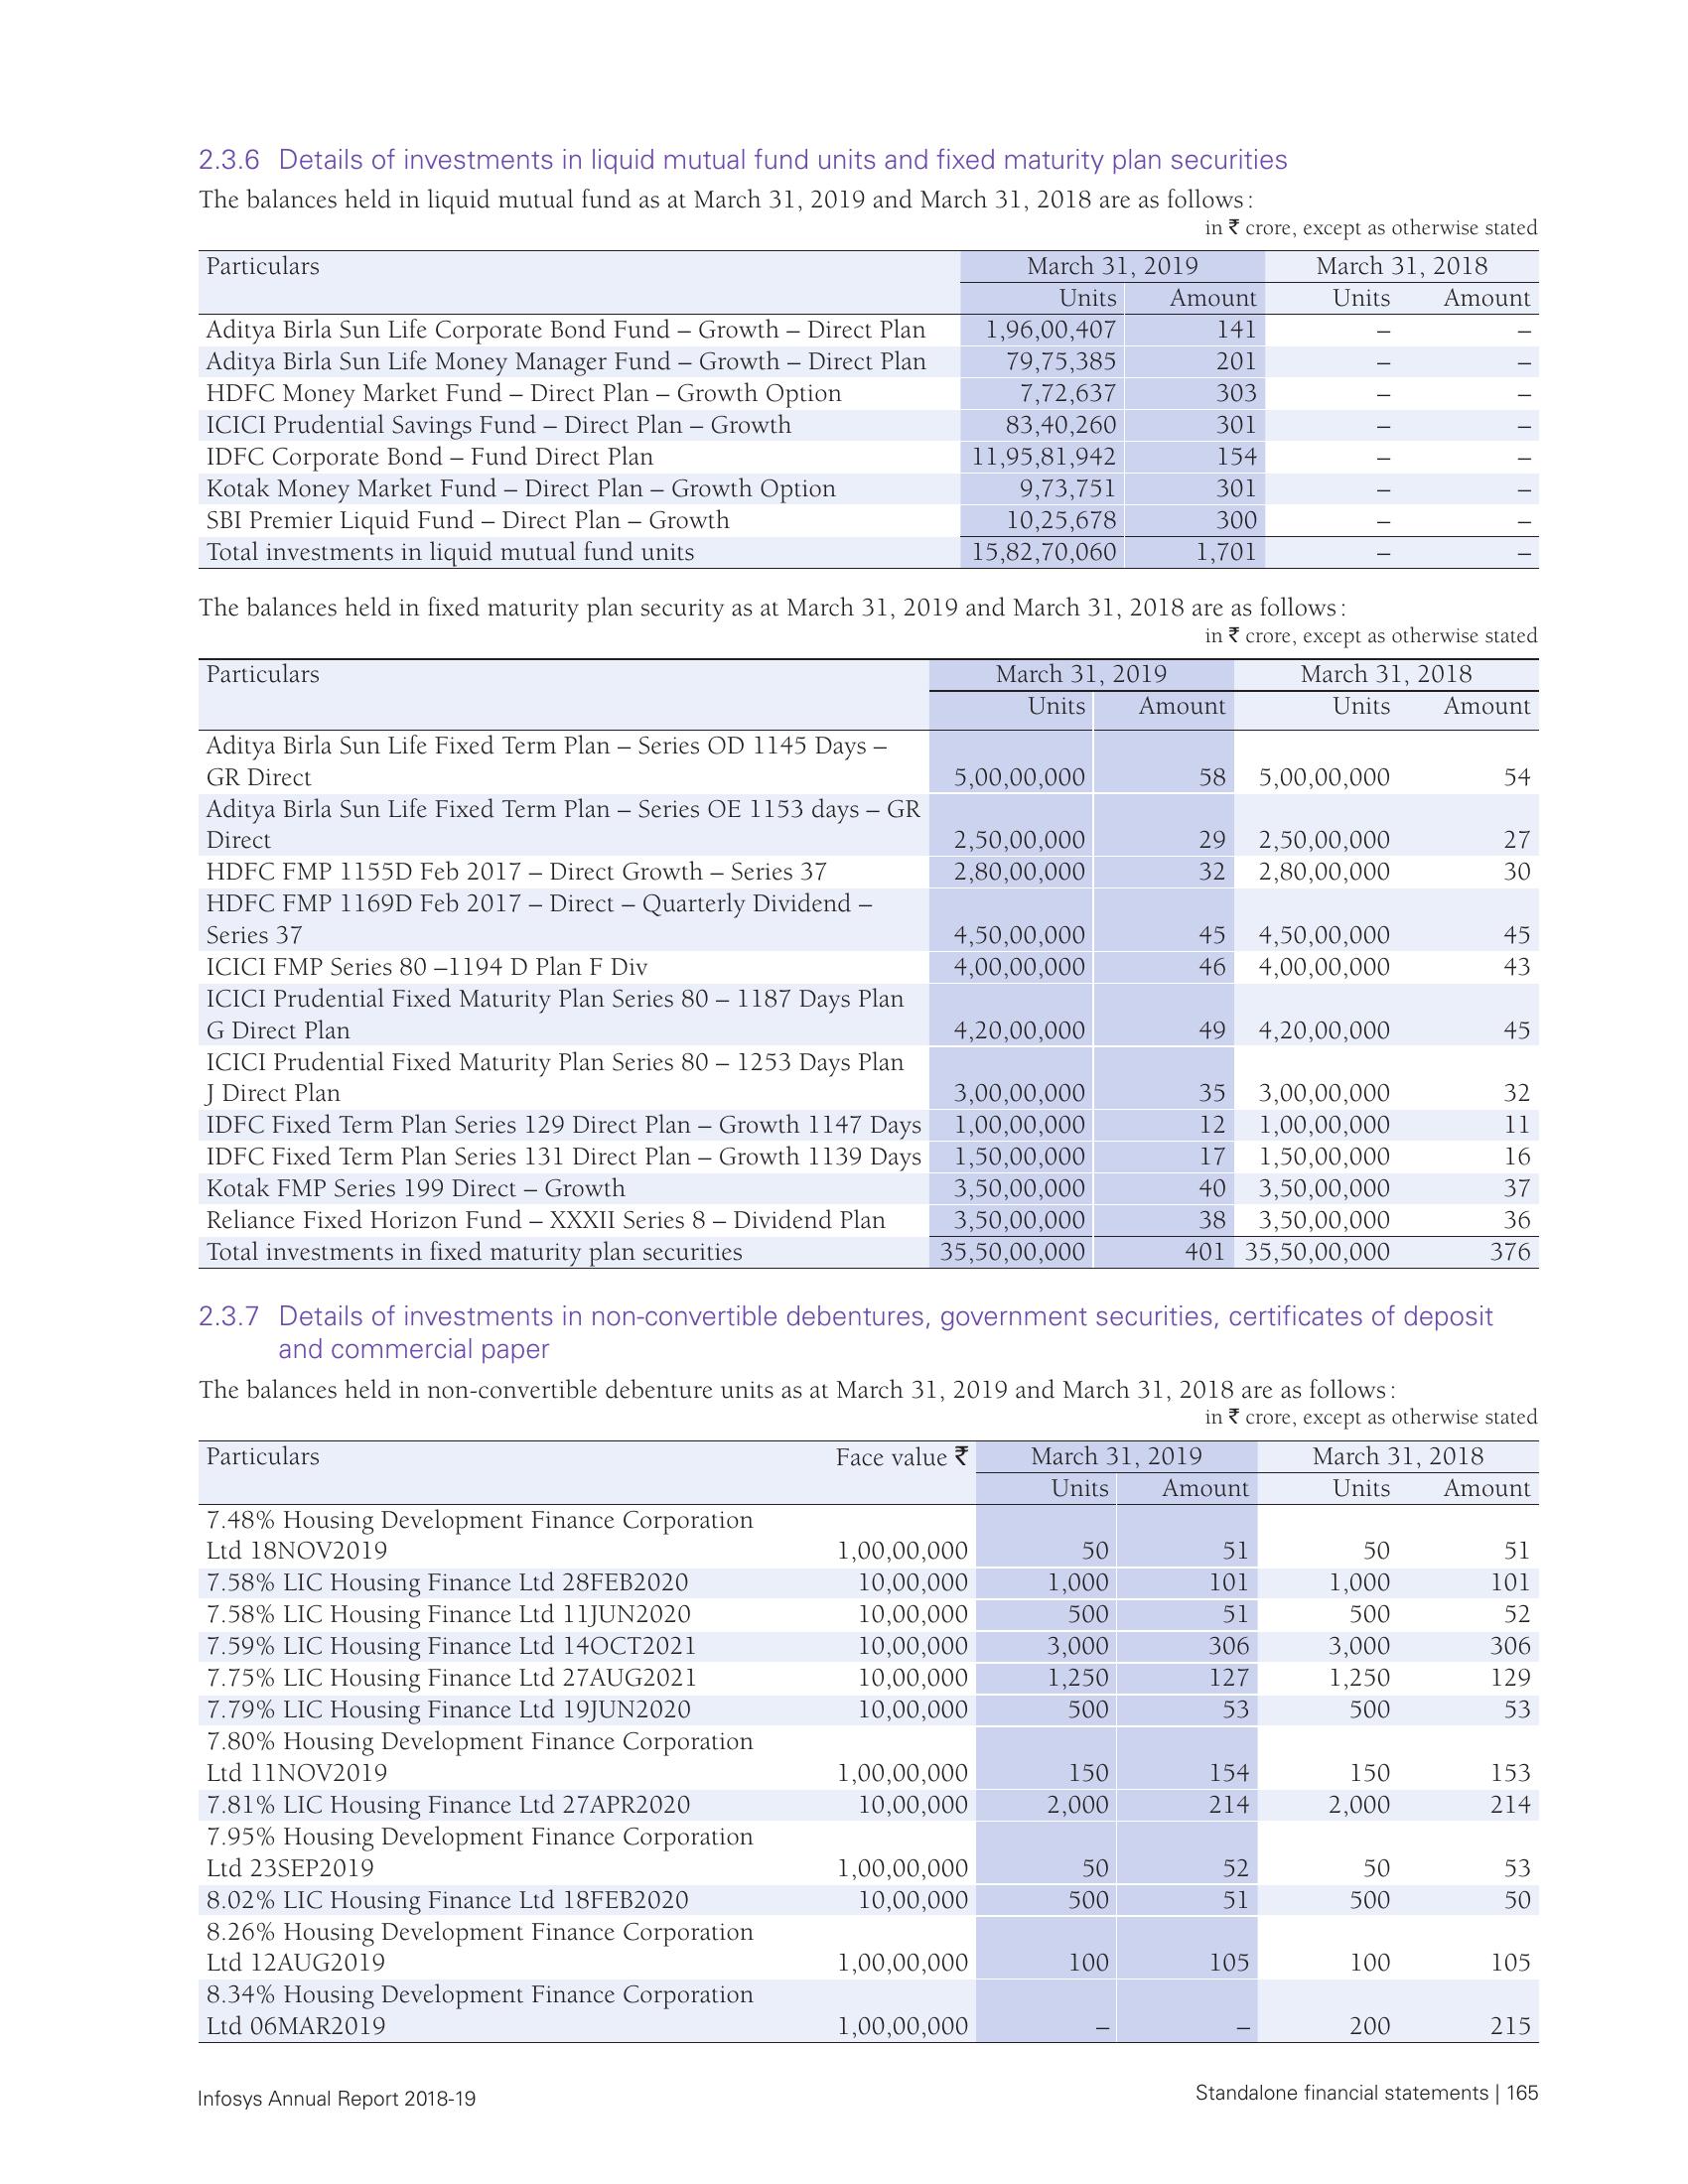 2.3.6 Details of investments in liquid mutual fund units and fixed maturity plan securities
The balances held in liquid mutual fund as at March 31, 2019 and March 31, 2018 are as follows:
in ₹ crore, except as otherwise stated
Particulars March 31, 2019 March 31, 2018
Units Amount Units Amount
Aditya Birla Sun Life Corporate Bond Fund – Growth – Direct Plan 1,96,00,407 141 – –
Aditya Birla Sun Life Money Manager Fund – Growth – Direct Plan 79,75,385 201 – –
HDFC Money Market Fund – Direct Plan – Growth Option 7,72,637 303 – –
ICICI Prudential Savings Fund – Direct Plan – Growth 83,40,260 301 – –
IDFC Corporate Bond – Fund Direct Plan 11,95,81,942 154 – –
Kotak Money Market Fund – Direct Plan – Growth Option 9,73,751 301 – –
SBI Premier Liquid Fund – Direct Plan – Growth 10,25,678 300 – –
Total investments in liquid mutual fund units 15,82,70,060 1,701 – –
The balances held in fixed maturity plan security as at March 31, 2019 and March 31, 2018 are as follows:
in ₹ crore, except as otherwise stated
Particulars March 31, 2019 March 31, 2018
Units Amount Units Amount
Aditya Birla Sun Life Fixed Term Plan – Series OD 1145 Days –
GR Direct 5,00,00,000 58 5,00,00,000 54
Aditya Birla Sun Life Fixed Term Plan – Series OE 1153 days – GR
Direct 2,50,00,000 29 2,50,00,000 27
HDFC FMP 1155D Feb 2017 – Direct Growth – Series 37 2,80,00,000 32 2,80,00,000 30
HDFC FMP 1169D Feb 2017 – Direct – Quarterly Dividend –
Series 37 4,50,00,000 45 4,50,00,000 45
ICICI FMP Series 80 –1194 D Plan F Div 4,00,00,000 46 4,00,00,000 43
ICICI Prudential Fixed Maturity Plan Series 80 – 1187 Days Plan
G Direct Plan 4,20,00,000 49 4,20,00,000 45
ICICI Prudential Fixed Maturity Plan Series 80 – 1253 Days Plan
J Direct Plan 3,00,00,000 35 3,00,00,000 32
IDFC Fixed Term Plan Series 129 Direct Plan – Growth 1147 Days 1,00,00,000 12 1,00,00,000 11
IDFC Fixed Term Plan Series 131 Direct Plan – Growth 1139 Days 1,50,00,000 17 1,50,00,000 16
Kotak FMP Series 199 Direct – Growth 3,50,00,000 40 3,50,00,000 37
Reliance Fixed Horizon Fund – XXXII Series 8 – Dividend Plan 3,50,00,000 38 3,50,00,000 36
Total investments in fixed maturity plan securities 35,50,00,000 401 35,50,00,000 376
2.3.7 Details of investments in non-convertible debentures, government securities, certificates of deposit
and commercial paper
The balances held in non-convertible debenture units as at March 31, 2019 and March 31, 2018 are as follows:
in ₹ crore, except as otherwise stated
Particulars Face value ₹ March 31, 2019 March 31, 2018
Units Amount Units Amount
7.48% Housing Development Finance Corporation
Ltd 18NOV2019 1,00,00,000 50 51 50 51
7.58% LIC Housing Finance Ltd 28FEB2020 10,00,000 1,000 101 1,000 101
7.58% LIC Housing Finance Ltd 11JUN2020 10,00,000 500 51 500 52
7.59% LIC Housing Finance Ltd 14OCT2021 10,00,000 3,000 306 3,000 306
7.75% LIC Housing Finance Ltd 27AUG2021 10,00,000 1,250 127 1,250 129
7.79% LIC Housing Finance Ltd 19JUN2020 10,00,000 500 53 500 53
7.80% Housing Development Finance Corporation
Ltd 11NOV2019 1,00,00,000 150 154 150 153
7.81% LIC Housing Finance Ltd 27APR2020 10,00,000 2,000 214 2,000 214
7.95% Housing Development Finance Corporation
Ltd 23SEP2019 1,00,00,000 50 52 50 53
8.02% LIC Housing Finance Ltd 18FEB2020 10,00,000 500 51 500 50
8.26% Housing Development Finance Corporation
Ltd 12AUG2019 1,00,00,000 100 105 100 105
8.34% Housing Development Finance Corporation
Ltd 06MAR2019 1,00,00,000 – – 200 215
Infosys Annual Report 2018-19 Standalone financial statements | 165